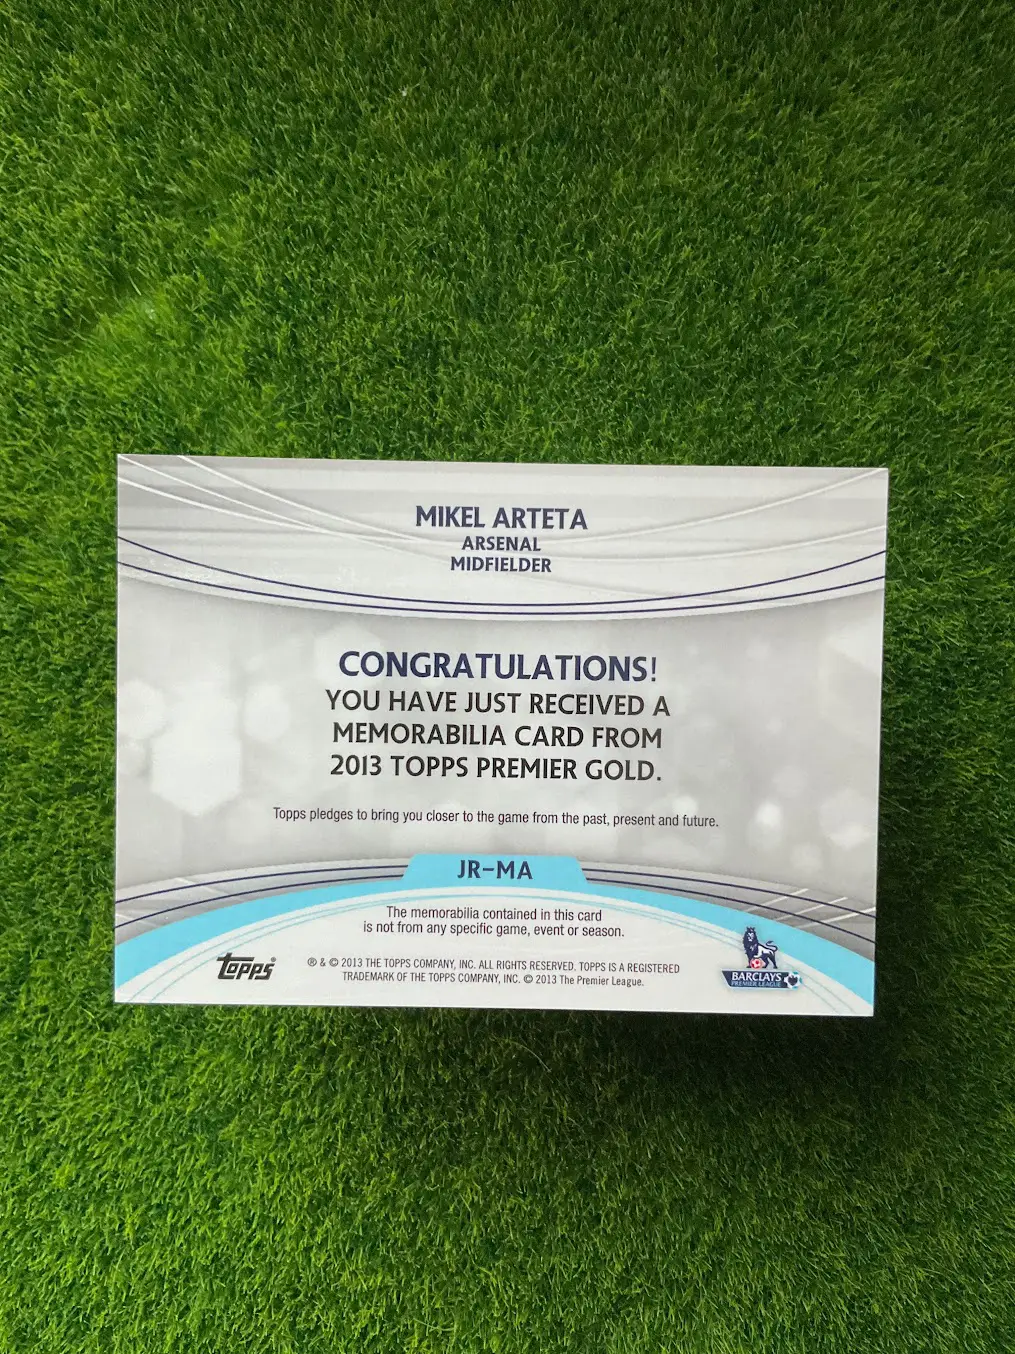 MIKEL ARTETA
ARSENAL
MIDFIELDER
CONGRATULATIONS!
YOU HAVE JUST RECEIVED A
MEMORABILIA CARD FROM
2013 TOPPS PREMIER GOLD.
Topps pledges to bring you closer to the game from the past, present and future.
JR-MA
The memorabilia contained in this card
is not from any specific game, event or season.
Topps®
® & © 2013 THE TOPPS COMPANY, INC. ALL RIGHTS RESERVED. TOPPS IS A REGISTERED
TRADEMARK OF THE TOPPS COMPANY, INC. © 2013 The Premier League.
BARCLAYS
PREMIER LEAGUE